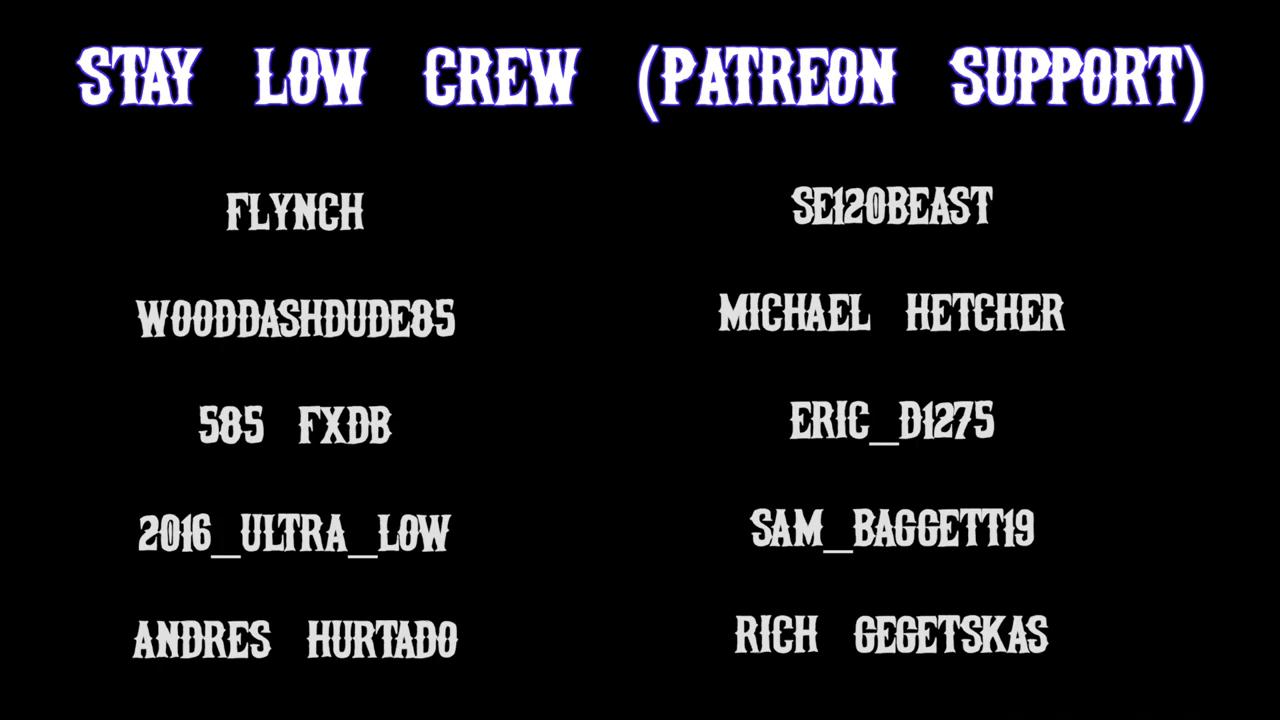 STAY LOW CREW (PATREON SUPPORT)
FLYNCH
WOODDASHDUDE85
585 FXDB
2016_ULTRA_LOW
ANDRES HURTADO
SE120BEAST
MICHAEL HETCHER
ERIC_D1275
SAM_BAGGETT19
RICH GEGETSKAS